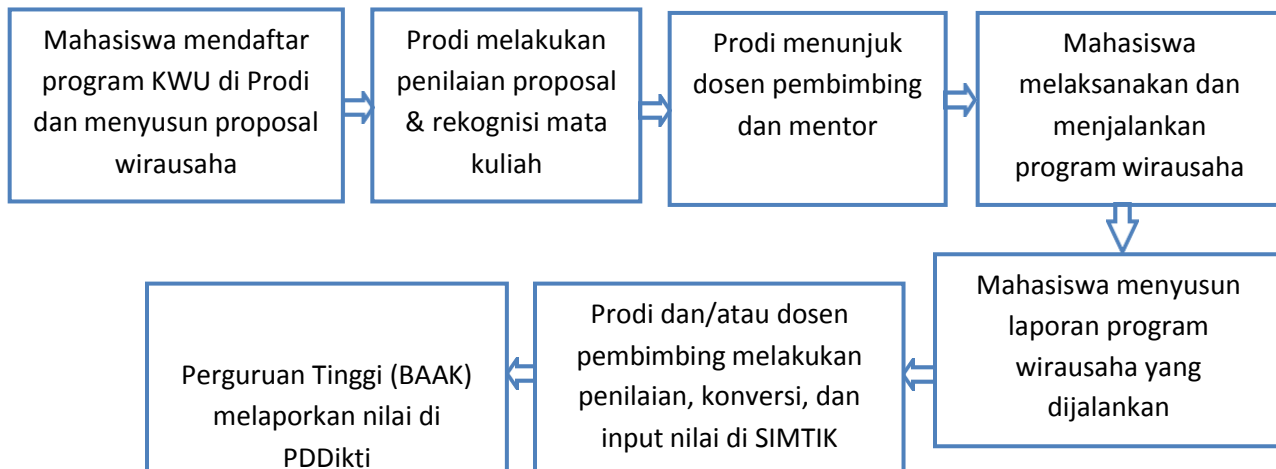 Mahasiswa mendaftar
program KWU di Prodi
dan menyusun proposal
wirausaha
Prodi melakukan
penilaian proposal
& rekognisi mata
kuliah
Prodi menunjuk
dosen pembimbing
dan mentor
Mahasiswa
melaksanakan dan
menjalankan
program wirausaha
Mahasiswa menyusun
laporan program
wirausaha yang
dijalankan
Prodi dan/atau dosen
pembimbing melakukan
penilaian, konversi, dan
input nilai di SIMTIK
Perguruan Tinggi (BAAK)
melaporkan nilai di
PDDikti